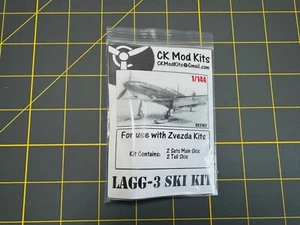 CK Mod Kits
CKModKits@Gmail.com
1/144
For use with Zvezda Kits
Kit Contains: 2 Sets Main Skis
2 Tail Skis
LAGG-3 SKI KIT